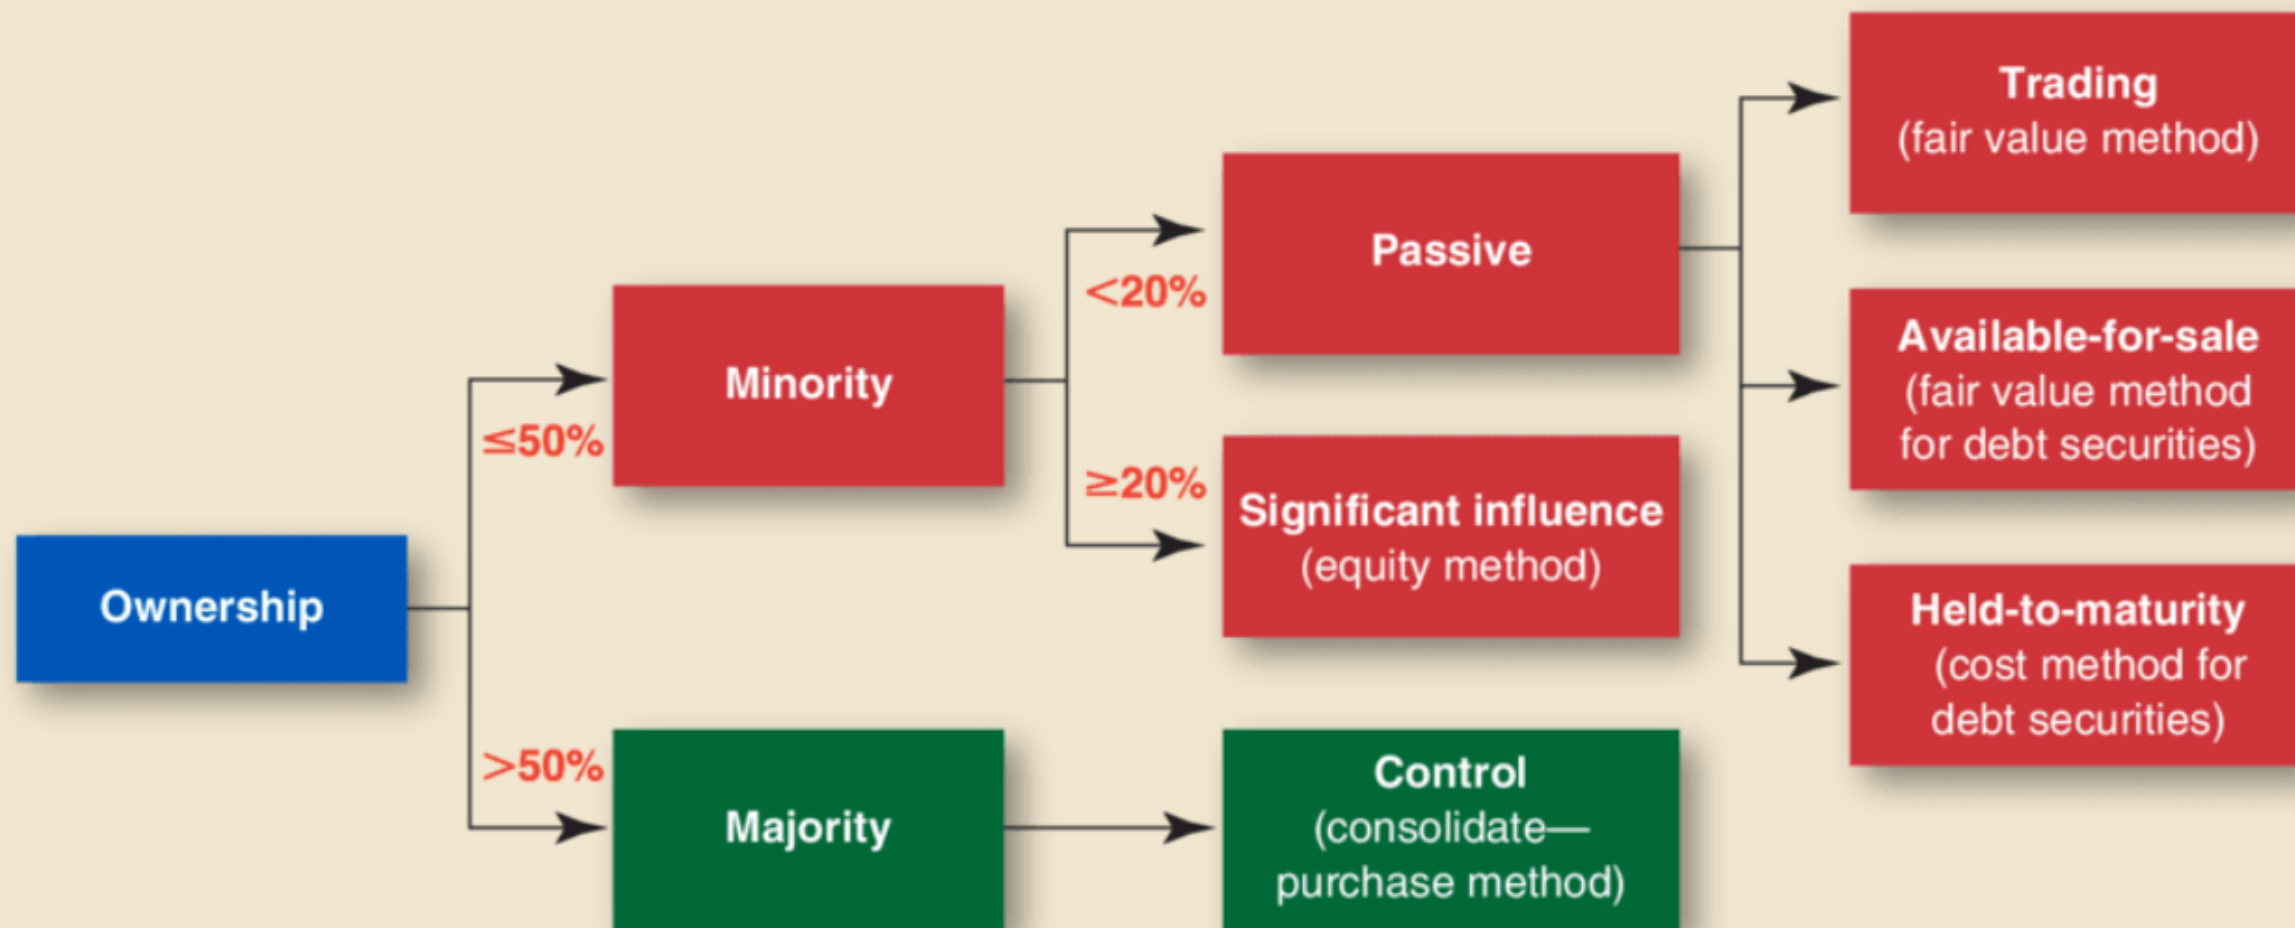 Ownership
≤50%
>50%
Minority
Majority
<20%
≥20%
Passive
Significant influence
(equity method)
Control
(consolidate—
purchase method)
Trading
(fair value method)
Available-for-sale
(fair value method
for debt securities)
Held-to-maturity
(cost method for
debt securities)